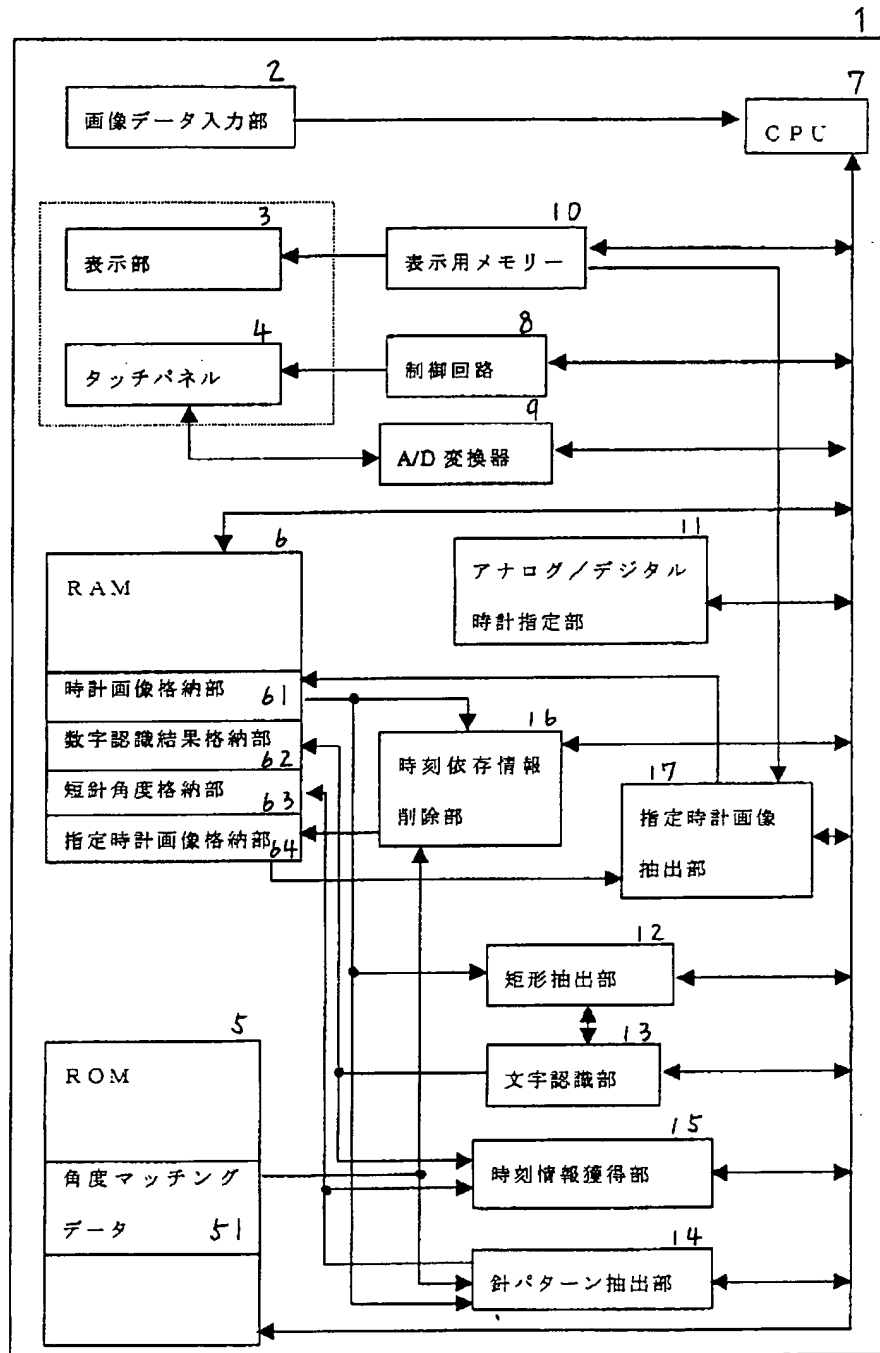 1
2
画像データ入力部
7
CPU
3
表示部
10
表示用メモリー
4
タッチパネル
8
制御回路
9
A/D変換器
6
RAM
11
アナログ／デジタル
時計指定部
時計画像格納部 61
数字認識結果格納部
62
短針角度格納部 63
指定時計画像格納部 64
16
時刻依存情報
削除部
17
指定時計画像
抽出部
12
矩形抽出部
13
文字認識部
5
ROM
角度マッチング
データ 51
15
時刻情報獲得部
14
針パターン抽出部